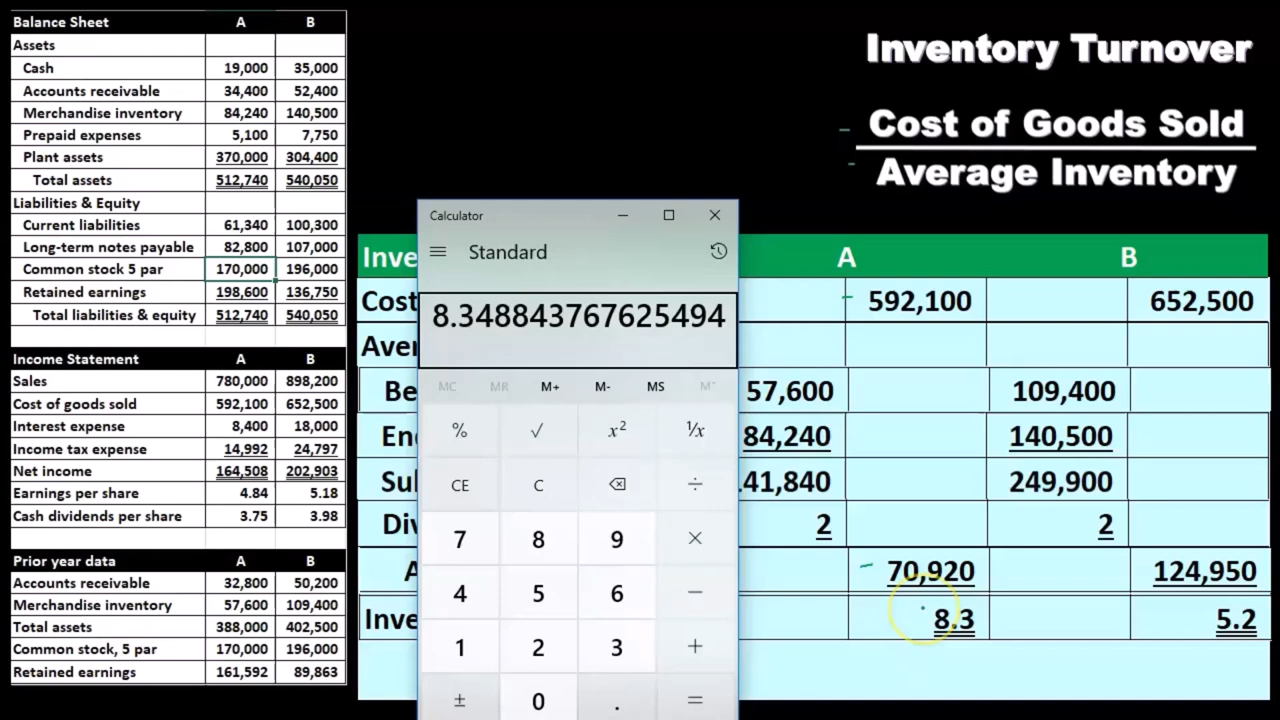 Balance Sheet A B
Assets
Cash 19,000 35,000
Accounts receivable 34,400 52,400
Merchandise inventory 84,240 140,500
Prepaid expenses 5,100 7,750
Plant assets 370,000 304,400
Total assets 512,740 540,050
Liabilities & Equity
Current liabilities 61,340 100,300
Long-term notes payable 82,800 107,000
Common stock 5 par 170,000 196,000
Retained earnings 198,600 136,750
Total liabilities & equity 512,740 540,050
Income Statement A B
Sales 780,000 898,200
Cost of goods sold 592,100 652,500
Interest expense 8,400 18,000
Income tax expense 14,992 24,797
Net income 164,508 202,903
Earnings per share 4.84 5.18
Cash dividends per share 3.75 3.98
Prior year data A B
Accounts receivable 32,800 50,200
Merchandise inventory 57,600 109,400
Total assets 388,000 402,500
Common stock, 5 par 170,000 196,000
Retained earnings 161,592 89,863
Inventory Turnover
Cost of Goods Sold
Average Inventory
Calculator
Standard
8.348843767625494
MC MR M+ M- MS
% √ x² ¹/x
CE C ÷
7 8 9 ×
4 5 6 −
1 2 3 +
± 0 . =
Inve A B
Cost 592,100 652,500
Aver
Be 57,600 109,400
En 84,240 140,500
Su 41,840 249,900
Div 2 2
A 70,920 124,950
Inve 8.3 5.2